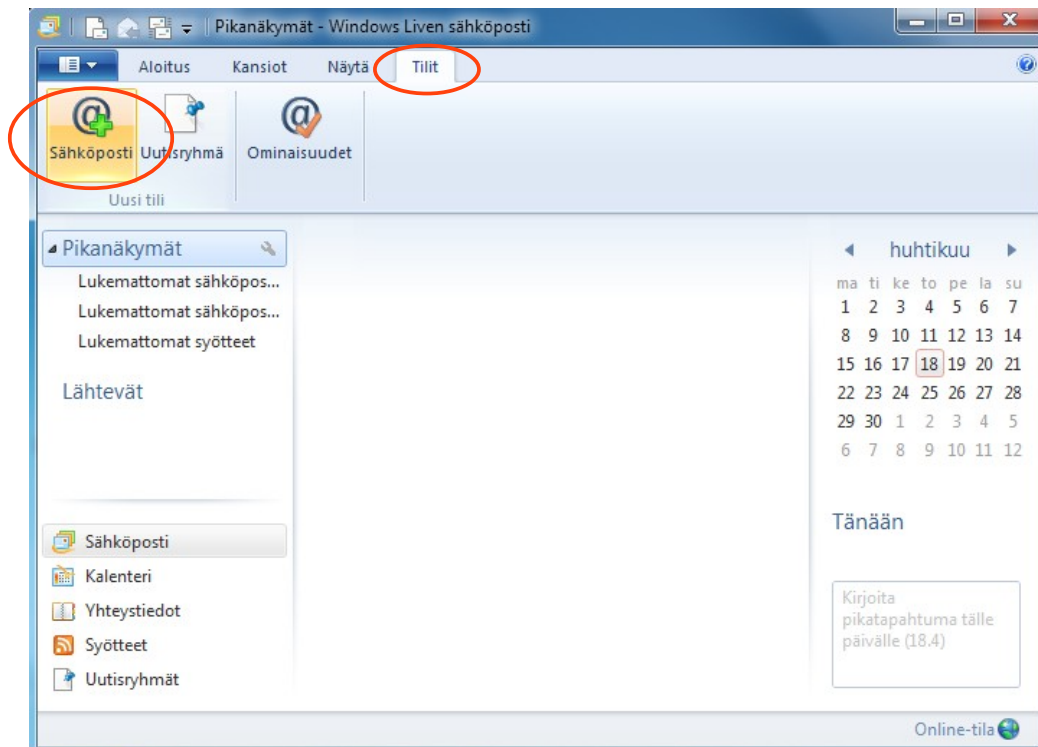 Pikanäkymät - Windows Liven sähköposti
Aloitus Kansiot Näytä Tilit
Sähköposti Uutisryhmä Ominaisuudet
Uusi tili
Pikanäkymät
Lukemattomat sähköpos...
Lukemattomat sähköpos...
Lukemattomat syötteet
Lähtevät
Sähköposti
Kalenteri
Yhteystiedot
Syötteet
Uutisryhmät
huhtikuu
ma ti ke to pe la su
1 2 3 4 5 6 7
8 9 10 11 12 13 14
15 16 17 18 19 20 21
22 23 24 25 26 27 28
29 30 1 2 3 4 5
6 7 8 9 10 11 12
Tänään
Kirjoita
pikatapahtuma tälle
päivälle (18.4)
Online-tila